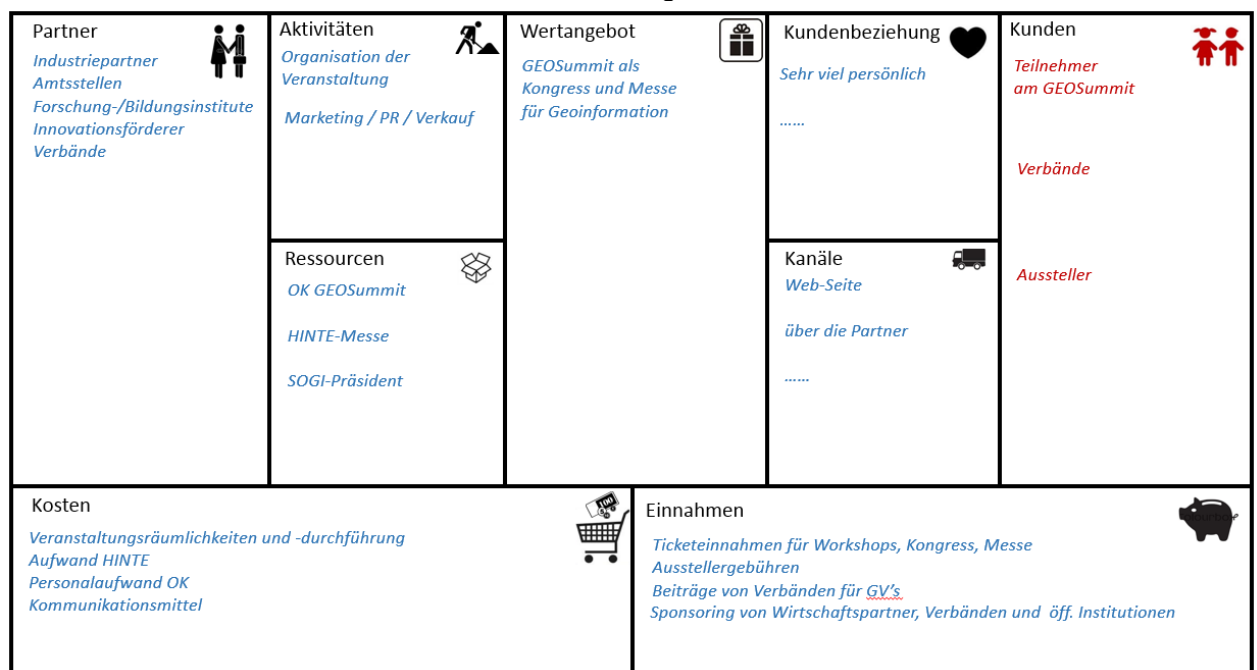 Partner
Industriepartner
Amtsstellen
Forschung-/Bildungsinstitute
Innovationsförderer
Verbände
Aktivitäten
Organisation der
Veranstaltung
Marketing / PR / Verkauf
Ressourcen
OK GEOSummit
HINTE-Messe
SOGI-Präsident
Wertangebot
GEOSummit als
Kongress und Messe
für Geoinformation
Kundenbeziehung
Sehr viel persönlich
……
Kanäle
Web-Seite
über die Partner
……
Kunden
Teilnehmer
am GEOSummit
Verbände
Aussteller
Kosten
Veranstaltungsräumlichkeiten und -durchführung
Aufwand HINTE
Personalaufwand OK
Kommunikationsmittel
100
Einnahmen
Ticketeinnahmen für Workshops, Kongress, Messe
Ausstellergebühren
Beiträge von Verbänden für GV’s
Sponsoring von Wirtschaftspartner, Verbänden und öff. Institutionen